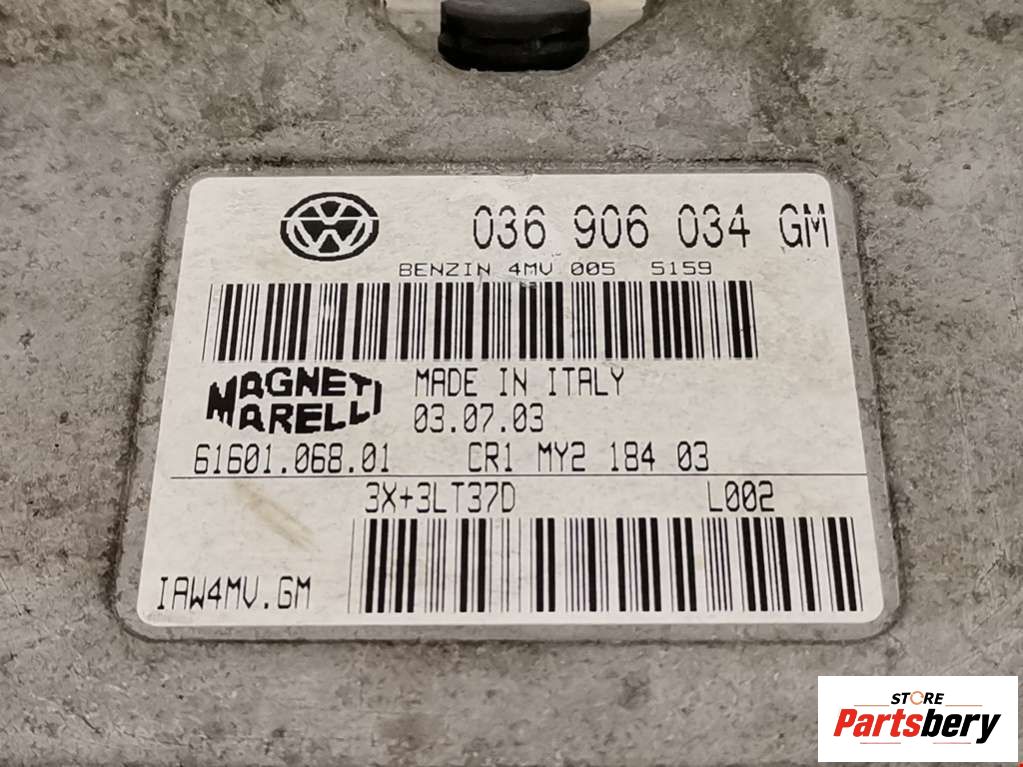 036 906 034 GM
BENZIN 4MV 005 5159
MAGNETI MARELLI
MADE IN ITALY
03.07.03
61601.068.01 CR1 MY2 184 03
3X+3LT37D L002
IAW4MV.GM
STORE
Partsbery